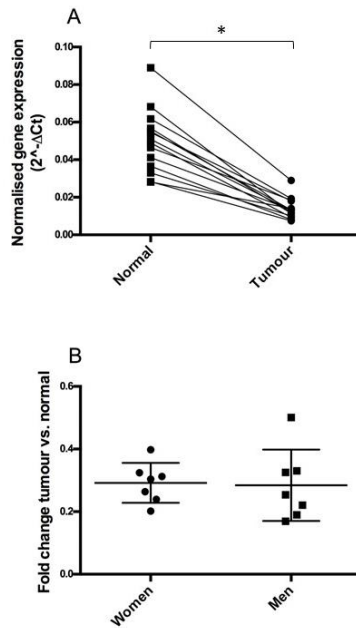 A
*
Normalised gene expression
(2^-ΔCt)
0.10
0.08
0.06
0.04
0.02
0.00
Normal
Tumour
B
Fold change tumour vs. normal
0.6
0.4
0.2
0.0
Women
Men